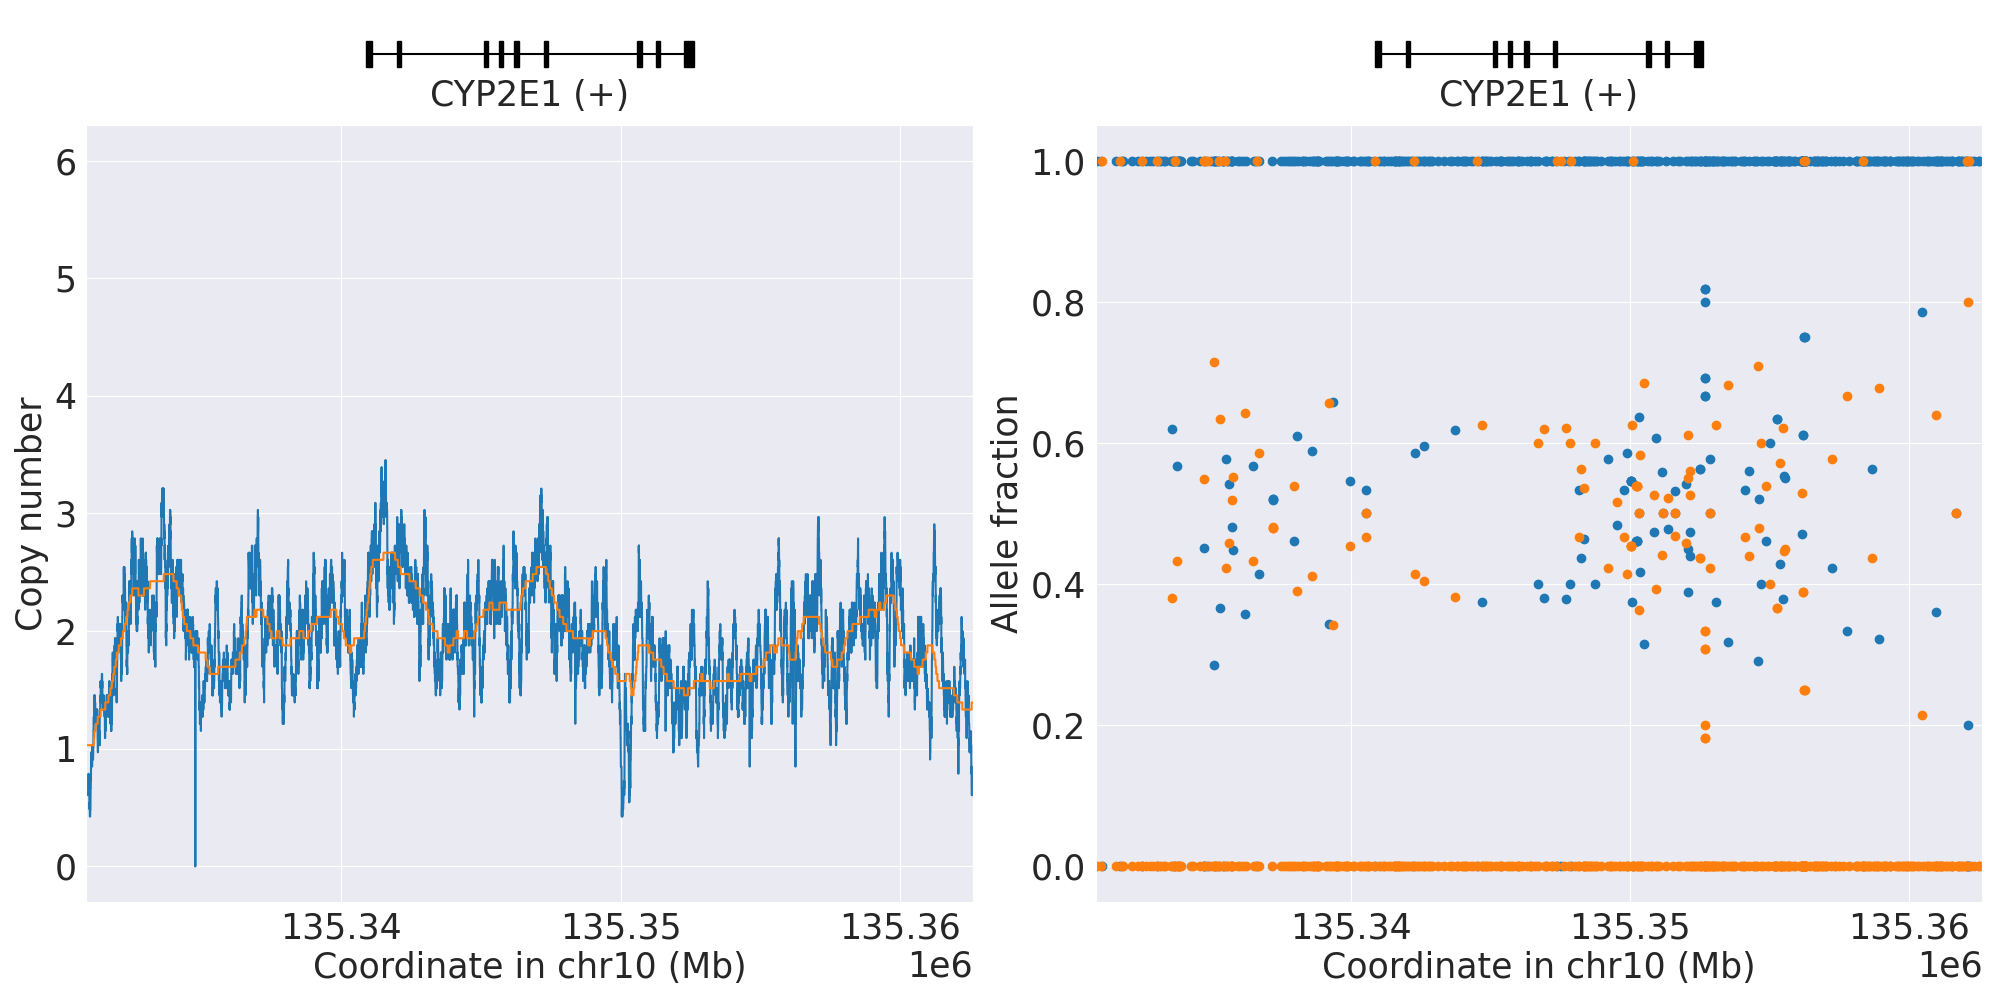 CYP2E1 (+)
6
5
4
3
2
1
0
Copy number
135.34 135.35 135.36
Coordinate in chr10 (Mb)
1e6
CYP2E1 (+)
1.0
0.8
0.6
0.4
0.2
0.0
Allele fraction
135.34 135.35 135.36
Coordinate in chr10 (Mb)
1e6